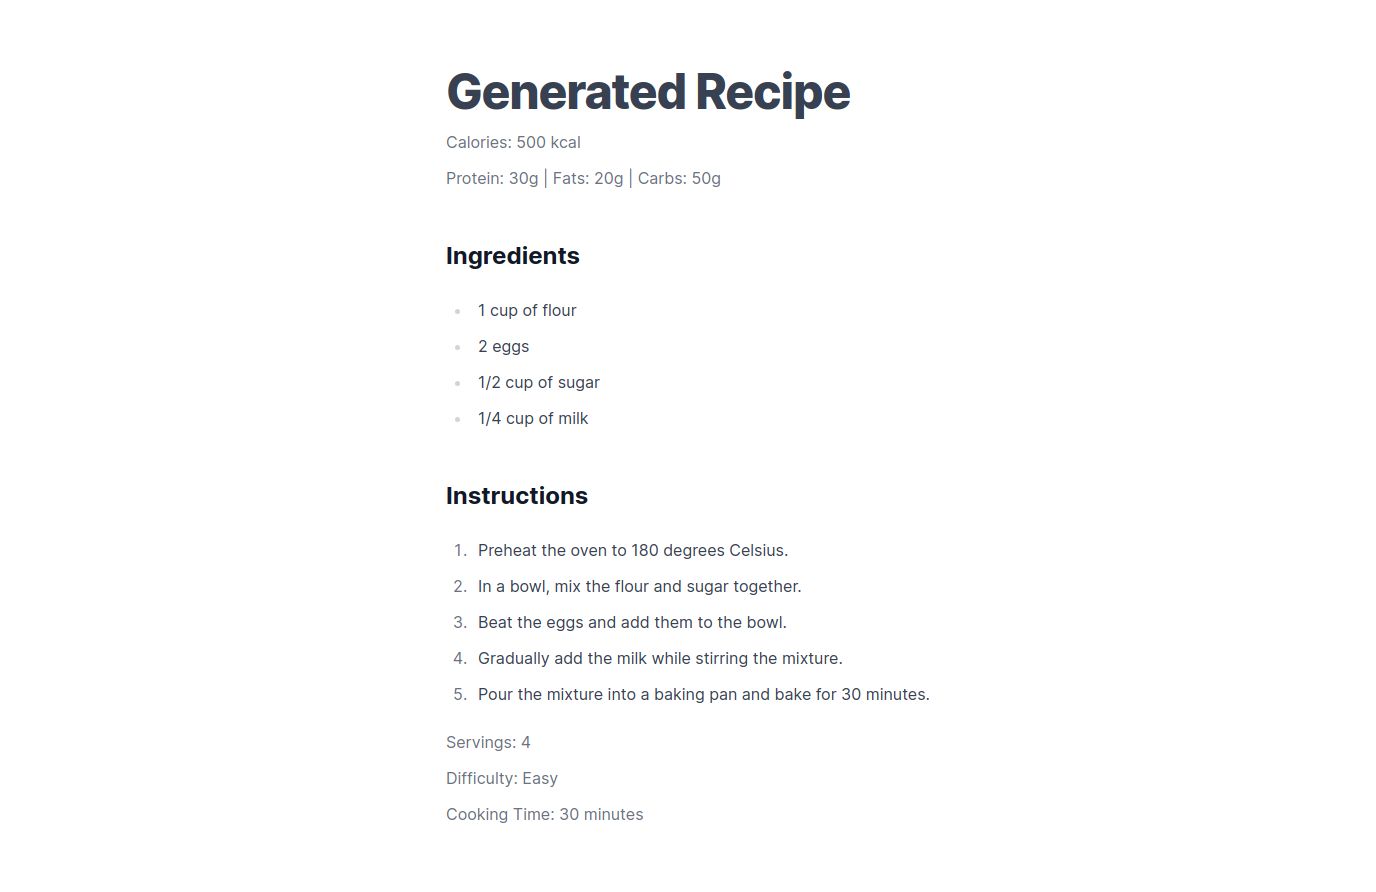 Generated Recipe
Calories: 500 kcal
Protein: 30g | Fats: 20g | Carbs: 50g
Ingredients
1 cup of flour
2 eggs
1/2 cup of sugar
1/4 cup of milk
Instructions
1. Preheat the oven to 180 degrees Celsius.
2. In a bowl, mix the flour and sugar together.
3. Beat the eggs and add them to the bowl.
4. Gradually add the milk while stirring the mixture.
5. Pour the mixture into a baking pan and bake for 30 minutes.
Servings: 4
Difficulty: Easy
Cooking Time: 30 minutes